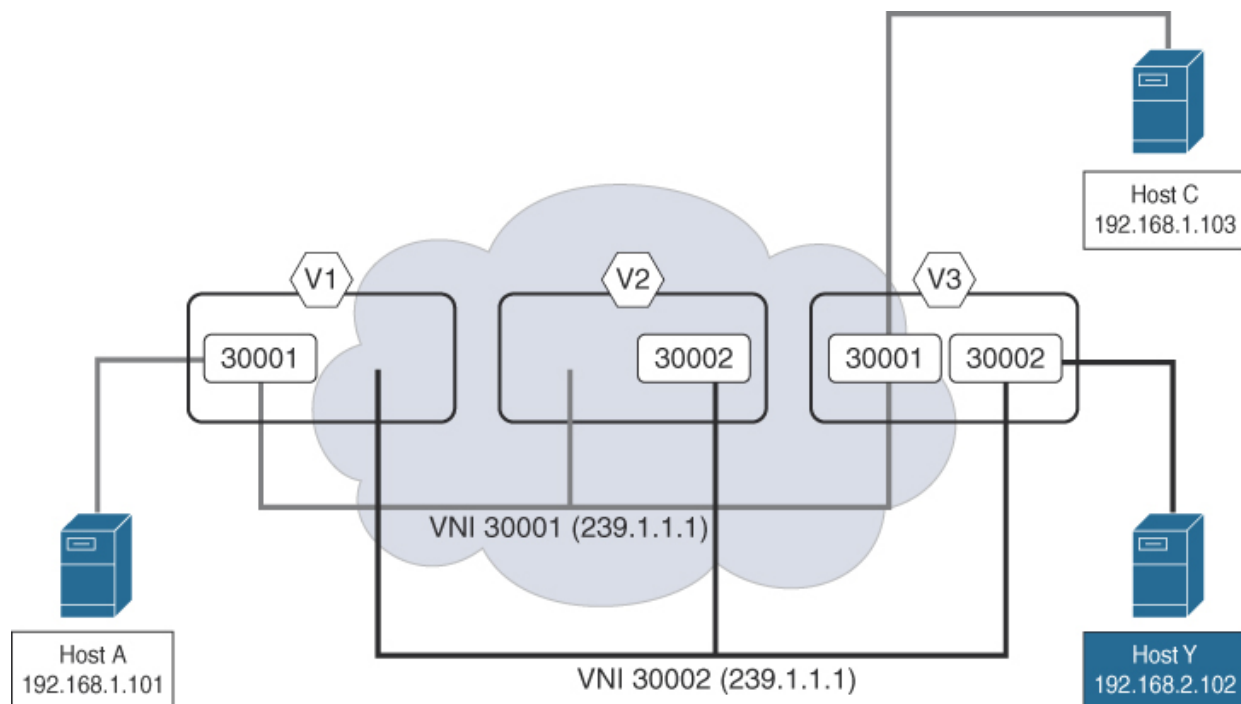 Host C
192.168.1.103
V1
V2
V3
30001
30002
30001
30002
VNI 30001 (239.1.1.1)
Host A
192.168.1.101
VNI 30002 (239.1.1.1)
Host Y
192.168.2.102